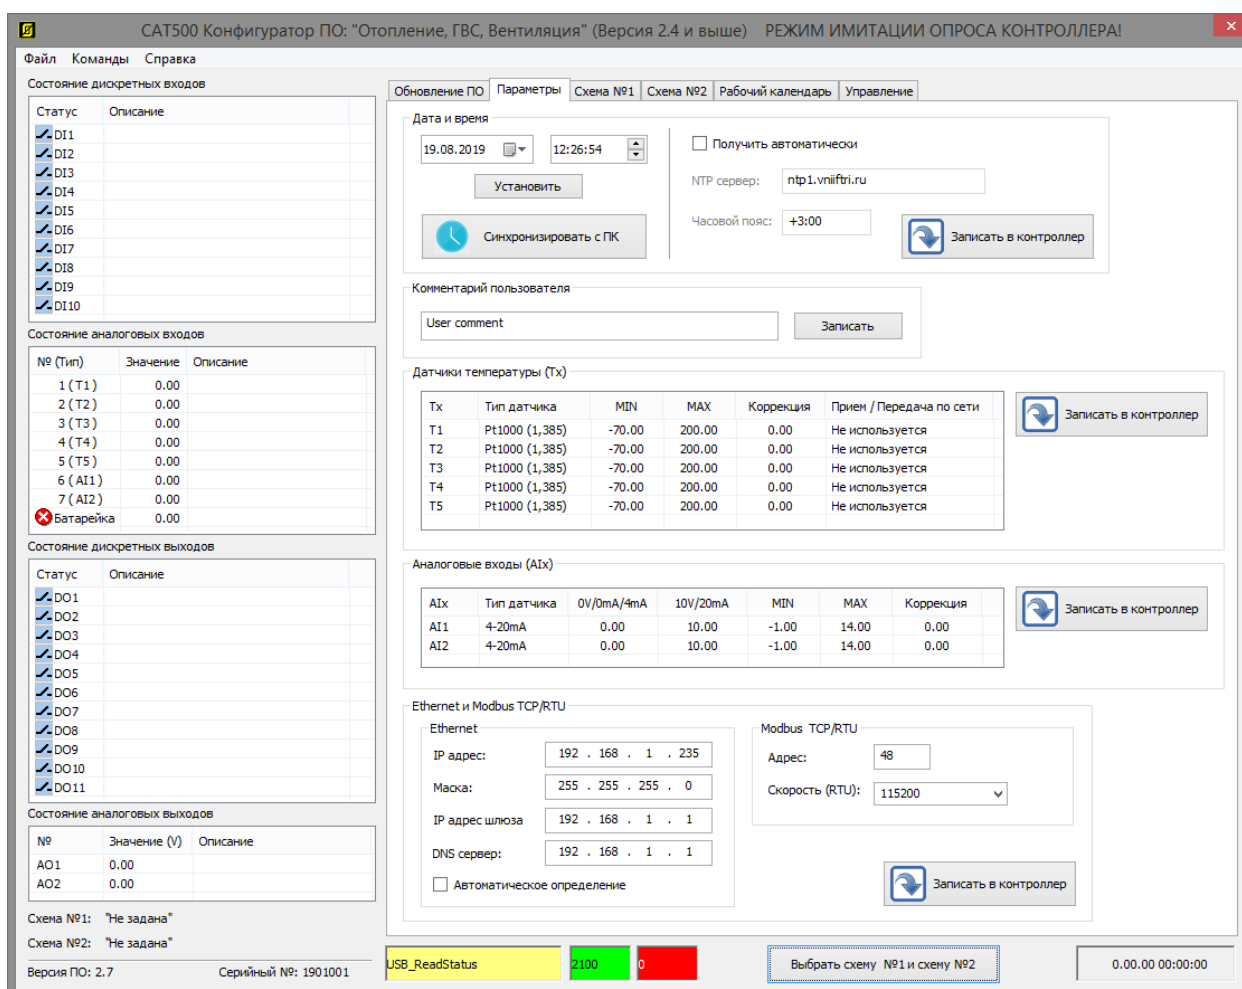 САТ500 Конфигуратор ПО: "Отопление, ГВС, Вентиляция" (Версия 2.4 и выше) РЕЖИМ ИМИТАЦИИ ОПРОСА КОНТРОЛЛЕРА!
Файл Команды Справка
Состояние дискретных входов
Статус Описание
DI1
DI2
DI3
DI4
DI5
DI6
DI7
DI8
DI9
DI10
Состояние аналоговых входов
№ (Тип) Значение Описание
1 ( T1 ) 0.00
2 ( T2 ) 0.00
3 ( T3 ) 0.00
4 ( T4 ) 0.00
5 ( T5 ) 0.00
6 ( AI1 ) 0.00
7 ( AI2 ) 0.00
Батарейка 0.00
Состояние дискретных выходов
Статус Описание
DO1
DO2
DO3
DO4
DO5
DO6
DO7
DO8
DO9
DO10
DO11
Состояние аналоговых выходов
№ Значение (V) Описание
AO1 0.00
AO2 0.00
Схема №1: "Не задана"
Схема №2: "Не задана"
Версия ПО: 2.7 Серийный №: 1901001
Обновление ПО Параметры Схема №1 Схема №2 Рабочий календарь Управление
Дата и время
19.08.2019 12:26:54
Установить
Синхронизировать с ПК
Получить автоматически
NTP сервер: ntp1.vniiftri.ru
Часовой пояс: +3:00
Записать в контроллер
Комментарий пользователя
User comment Записать
Датчики температуры (Tx)
Tx Тип датчика MIN MAX Коррекция Прием / Передача по сети
T1 Pt1000 (1,385) -70.00 200.00 0.00 Не используется
T2 Pt1000 (1,385) -70.00 200.00 0.00 Не используется
T3 Pt1000 (1,385) -70.00 200.00 0.00 Не используется
T4 Pt1000 (1,385) -70.00 200.00 0.00 Не используется
T5 Pt1000 (1,385) -70.00 200.00 0.00 Не используется
Записать в контроллер
Аналоговые входы (AIx)
AIx Тип датчика 0V/0mA/4mA 10V/20mA MIN MAX Коррекция
AI1 4-20mA 0.00 10.00 -1.00 14.00 0.00
AI2 4-20mA 0.00 10.00 -1.00 14.00 0.00
Записать в контроллер
Ethernet и Modbus TCP/RTU
Ethernet
IP адрес: 192 . 168 . 1 . 235
Маска: 255 . 255 . 255 . 0
IP адрес шлюза 192 . 168 . 1 . 1
DNS сервер: 192 . 168 . 1 . 1
Автоматическое определение
Modbus TCP/RTU
Адрес: 48
Скорость (RTU): 115200
Записать в контроллер
USB_ReadStatus 2100 0 Выбрать схему №1 и схему №2 0.00.00 00:00:00